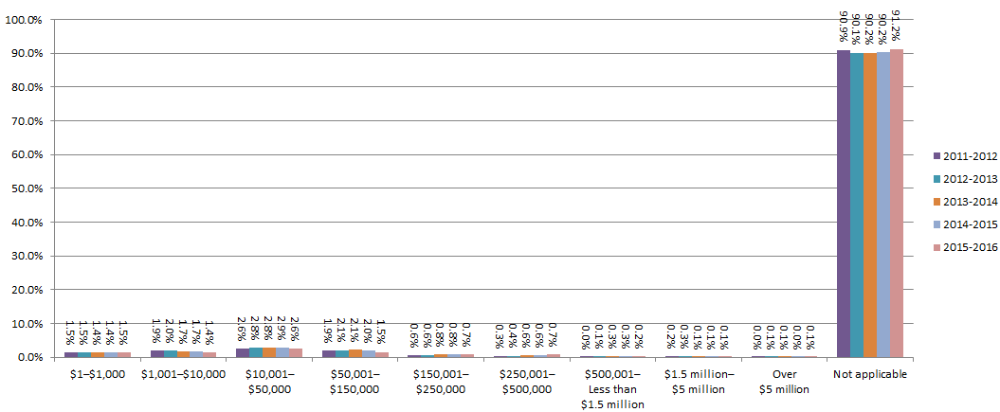 100.0%
90.0%
80.0%
70.0%
60.0%
50.0%
40.0%
30.0%
20.0%
10.0%
0.0%
1.5% 1.5% 1.4% 1.4% 1.5%
1.9% 2.0% 1.7% 1.7% 1.4%
2.6% 2.8% 2.8% 2.9% 2.6%
1.9% 2.1% 2.1% 2.0% 1.5%
0.6% 0.6% 0.8% 0.8% 0.7%
0.3% 0.4% 0.6% 0.6% 0.7%
0.0% 0.1% 0.3% 0.3% 0.2%
0.2% 0.3% 0.1% 0.1% 0.1%
0.0% 0.1% 0.1% 0.0% 0.1%
90.9% 90.1% 90.2% 90.2% 91.2%
$1–$1,000
$1,001–$10,000
$10,001–
$50,000
$50,001–
$150,000
$150,001–
$250,000
$250,001–
$500,000
$500,001–
Less than
$1.5 million
$1.5 million–
$5 million
Over
$5 million
Not applicable
2011-2012
2012-2013
2013-2014
2014-2015
2015-2016